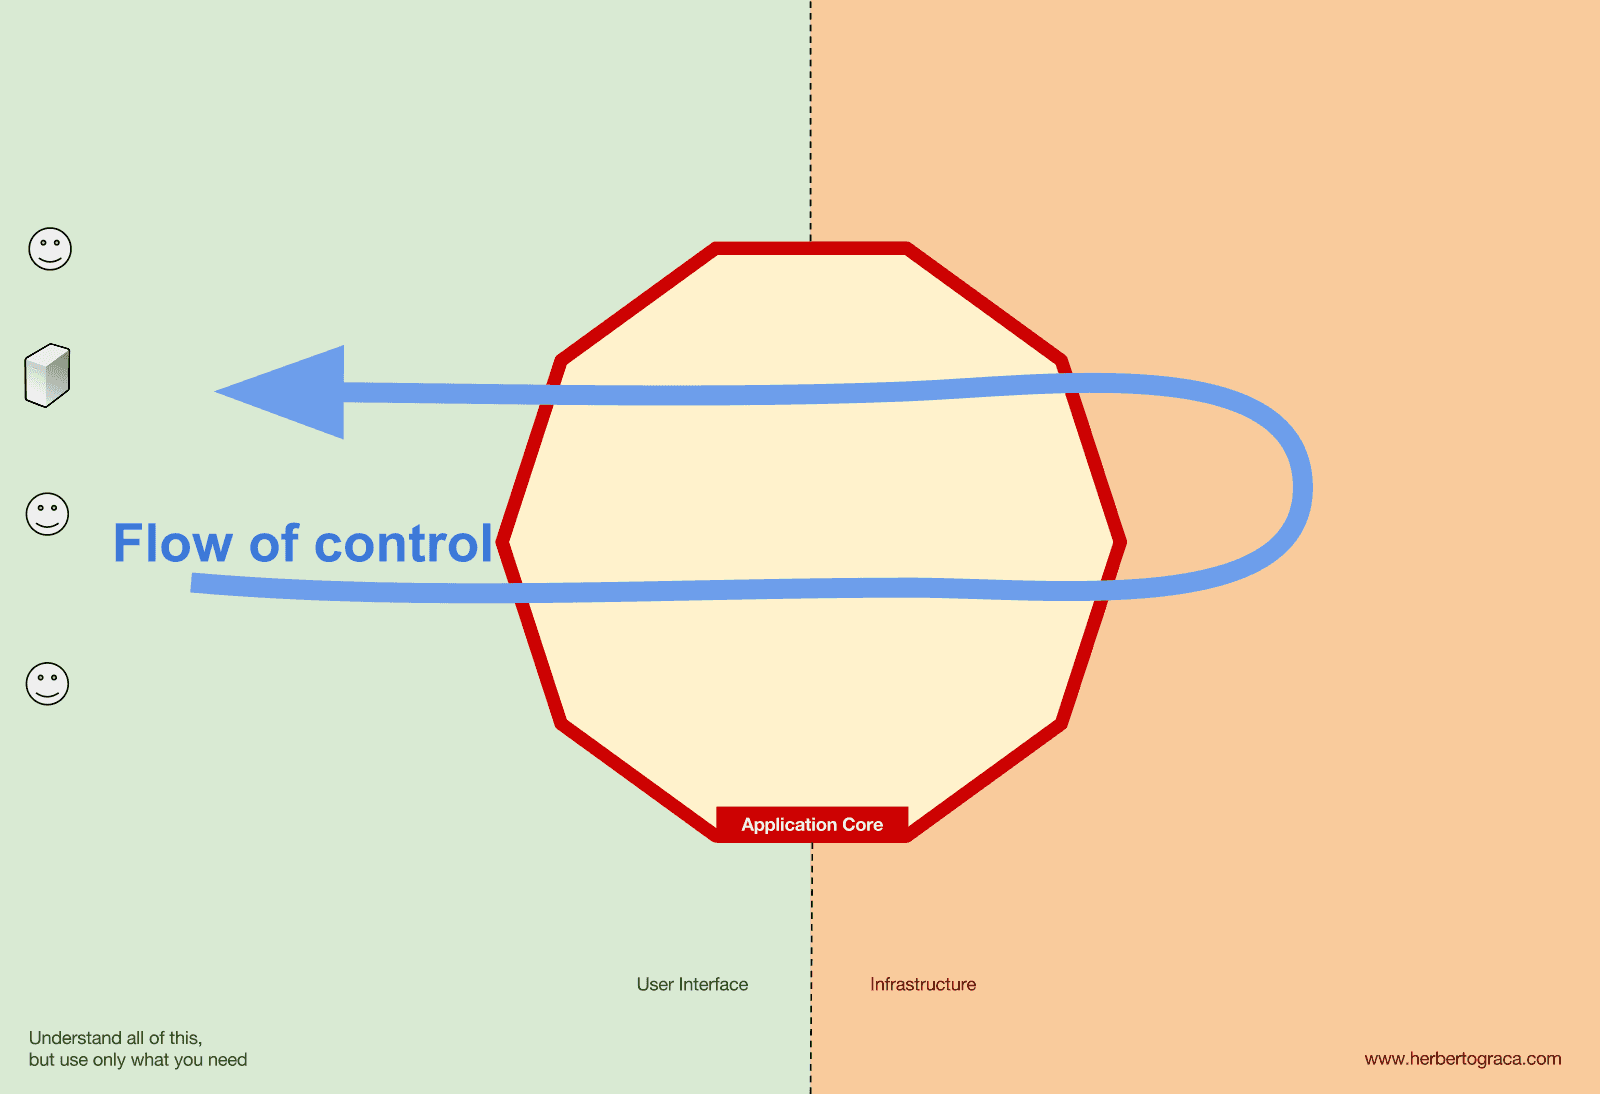 Flow of control
Application Core
User Interface
Infrastructure
Understand all of this,
but use only what you need
www.herbertograca.com